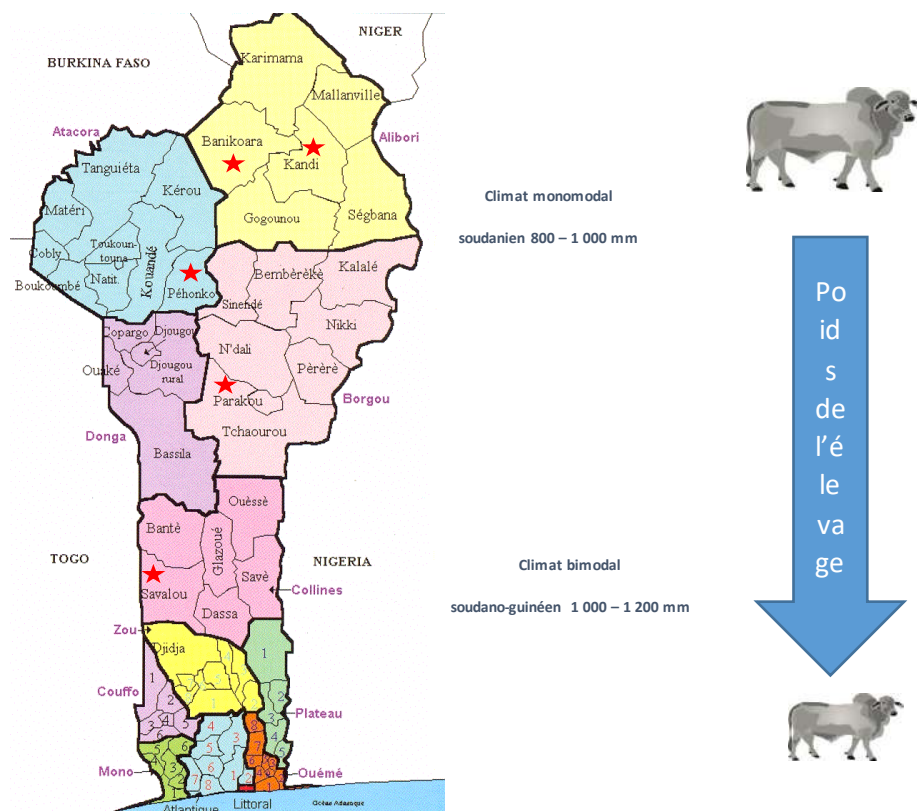 NIGER
BURKINA FASO
Karimama
Mallanville
Atacora
Alibori
Banikoara
Kandi
Tanguiéta
Kérou
Matéri
Gogounou
Ségbana
Toukoun-
touna
Cobly
Kouandé
Natit.
Boukoumbé
Péhonko
Bembèrèkè
Kalalé
Sinendé
Nikki
Copargo
Djougou
N'dali
Ouaké
Djougou
rural
Pèrèrè
Parakou
Borgou
Tchaourou
Donga
Bassila
Ouèssè
Bantè
Glazoué
TOGO
NIGERIA
Savè
Savalou
Collines
Dassa
Zou
Djidja
Couffo
Plateau
Mono
Ouémé
Atlantique
Littoral
Océan Atlantique
Climat monomodal
soudanien 800 – 1 000 mm
Climat bimodal
soudano-guinéen 1 000 – 1 200 mm
Po
id
s
de
l'é
le
va
ge